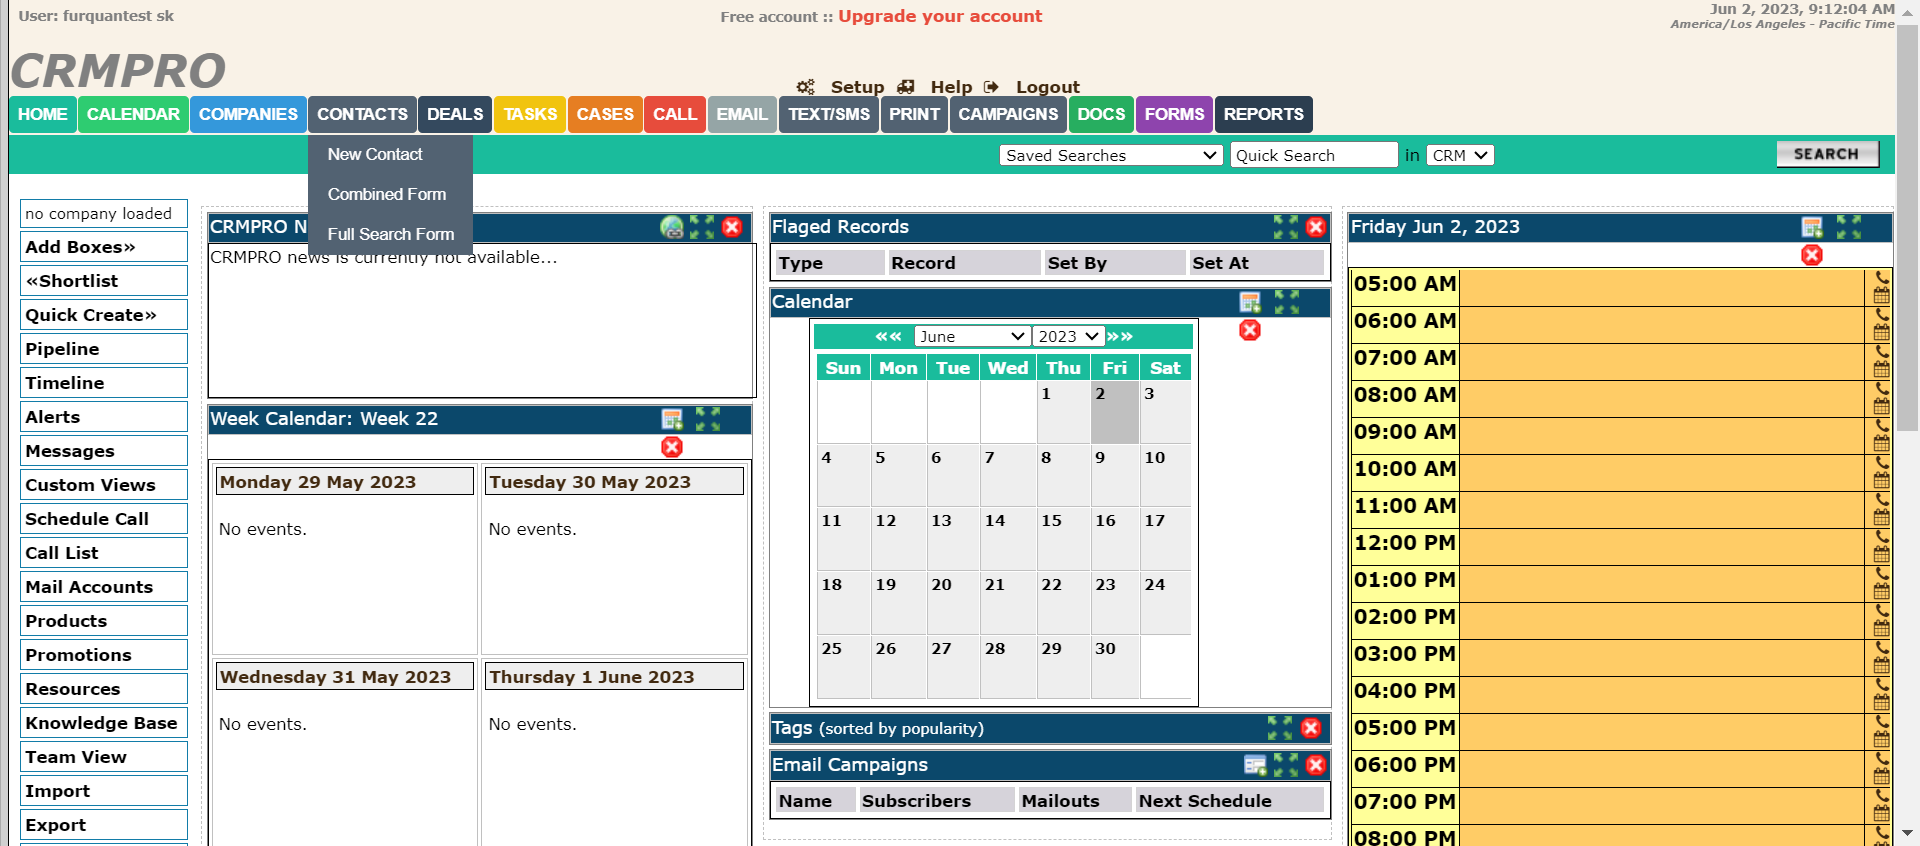 User: furquantest sk
Free account :: Upgrade your account
Jun 2, 2023, 9:12:04 AM
America/Los Angeles - Pacific Time
CRMPRO
Setup Help Logout
HOME CALENDAR COMPANIES CONTACTS DEALS TASKS CASES CALL EMAIL TEXT/SMS PRINT CAMPAIGNS DOCS FORMS REPORTS
New Contact
Combined Form
Full Search Form
Saved Searches Quick Search in CRM SEARCH
no company loaded
Add Boxes»
«Shortlist
Quick Create»
Pipeline
Timeline
Alerts
Messages
Custom Views
Schedule Call
Call List
Mail Accounts
Products
Promotions
Resources
Knowledge Base
Team View
Import
Export
CRMPRO N
CRMPRO news is currently not available...
Week Calendar: Week 22
Monday 29 May 2023 Tuesday 30 May 2023
No events. No events.
Wednesday 31 May 2023 Thursday 1 June 2023
No events. No events.
Flaged Records
Type Record Set By Set At
Calendar
«« June 2023 »»
Sun Mon Tue Wed Thu Fri Sat
1 2 3
4 5 6 7 8 9 10
11 12 13 14 15 16 17
18 19 20 21 22 23 24
25 26 27 28 29 30
Tags (sorted by popularity)
Email Campaigns
Name Subscribers Mailouts Next Schedule
Friday Jun 2, 2023
05:00 AM
06:00 AM
07:00 AM
08:00 AM
09:00 AM
10:00 AM
11:00 AM
12:00 PM
01:00 PM
02:00 PM
03:00 PM
04:00 PM
05:00 PM
06:00 PM
07:00 PM
08:00 PM